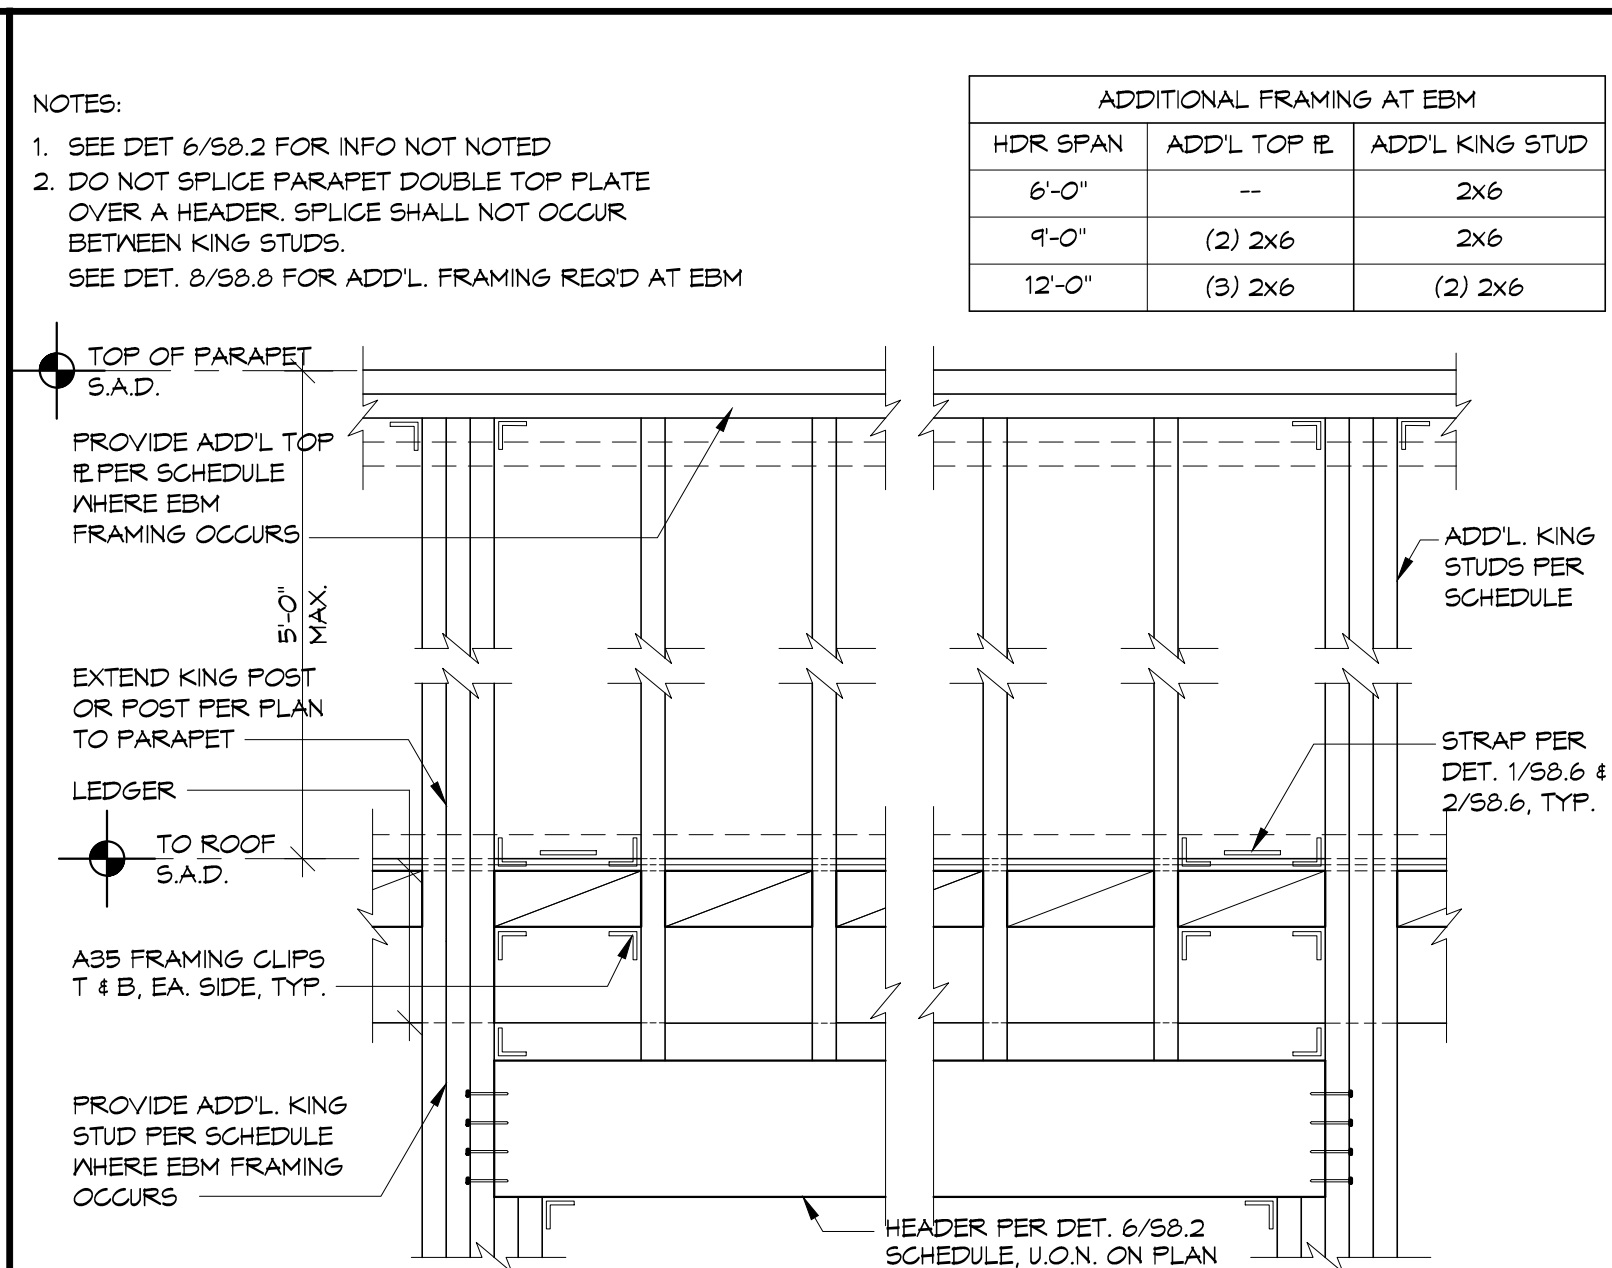 NOTES:
1. SEE DET 6/S8.2 FOR INFO NOT NOTED
2. DO NOT SPLICE PARAPET DOUBLE TOP PLATE
OVER A HEADER. SPLICE SHALL NOT OCCUR
BETWEEN KING STUDS.
SEE DET. 8/S8.8 FOR ADD'L. FRAMING REQ'D AT EBM
ADDITIONAL FRAMING AT EBM
HDR SPAN ADD'L TOP PL ADD'L KING STUD
6'-0" -- 2x6
9'-0" (2) 2x6 2x6
12'-0" (3) 2x6 (2) 2x6
TOP OF PARAPET
S.A.D.
PROVIDE ADD'L TOP
PL PER SCHEDULE
WHERE EBM
FRAMING OCCURS
5'-0"
MAX.
ADD'L. KING
STUDS PER
SCHEDULE
EXTEND KING POST
OR POST PER PLAN
TO PARAPET
STRAP PER
DET. 1/S8.6 &
2/S8.6, TYP.
LEDGER
TO ROOF
S.A.D.
A35 FRAMING CLIPS
T & B, EA. SIDE, TYP.
PROVIDE ADD'L. KING
STUD PER SCHEDULE
WHERE EBM FRAMING
OCCURS
HEADER PER DET. 6/S8.2
SCHEDULE, U.O.N. ON PLAN